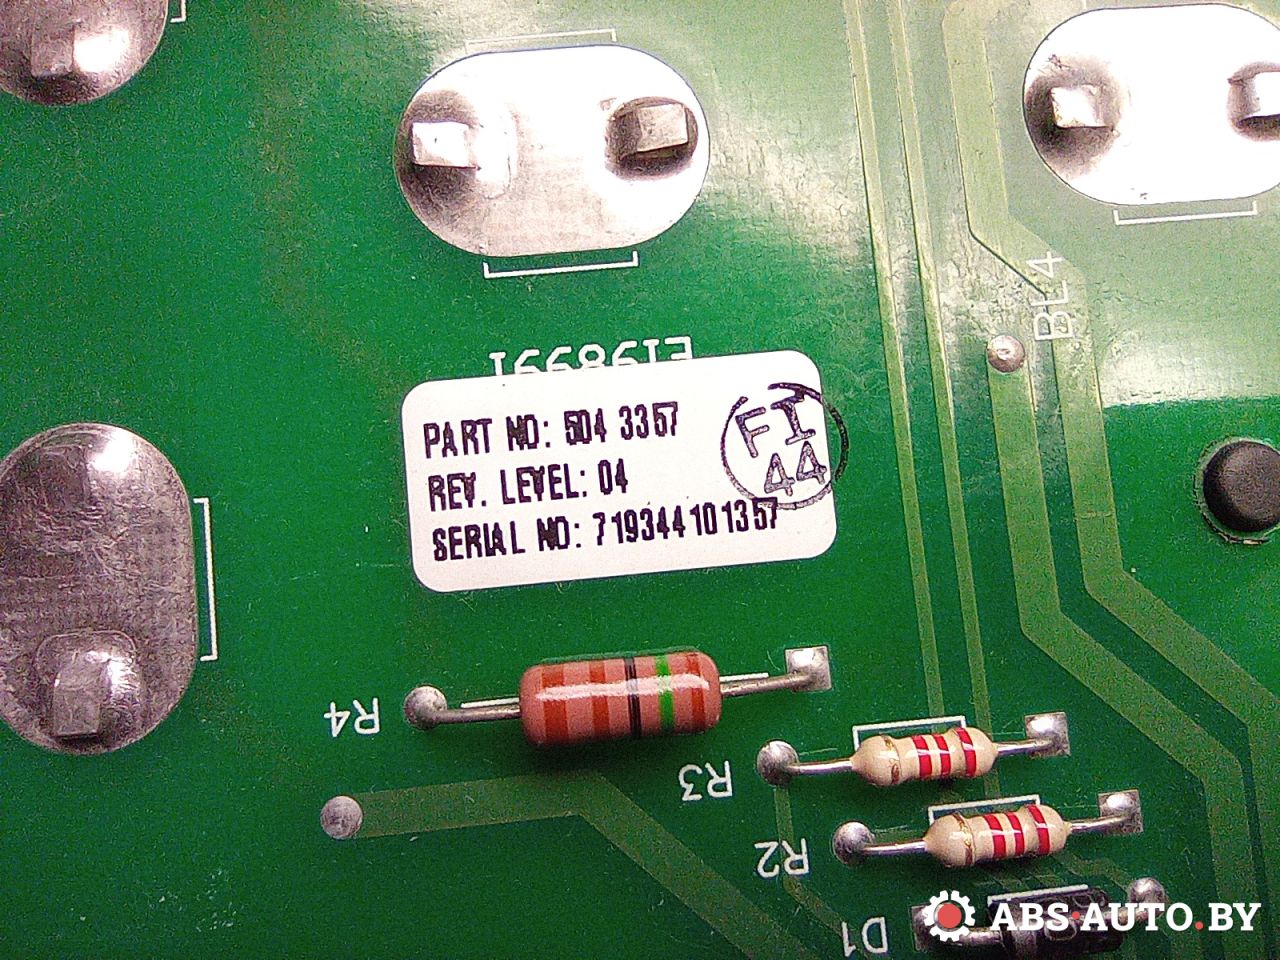 BL4
E198991
PART NO: 504 3357
REV. LEVEL: 04
SERIAL NO: 719344101357
FI
44
R4
R3
R2
D1
ABS-AUTO.BY